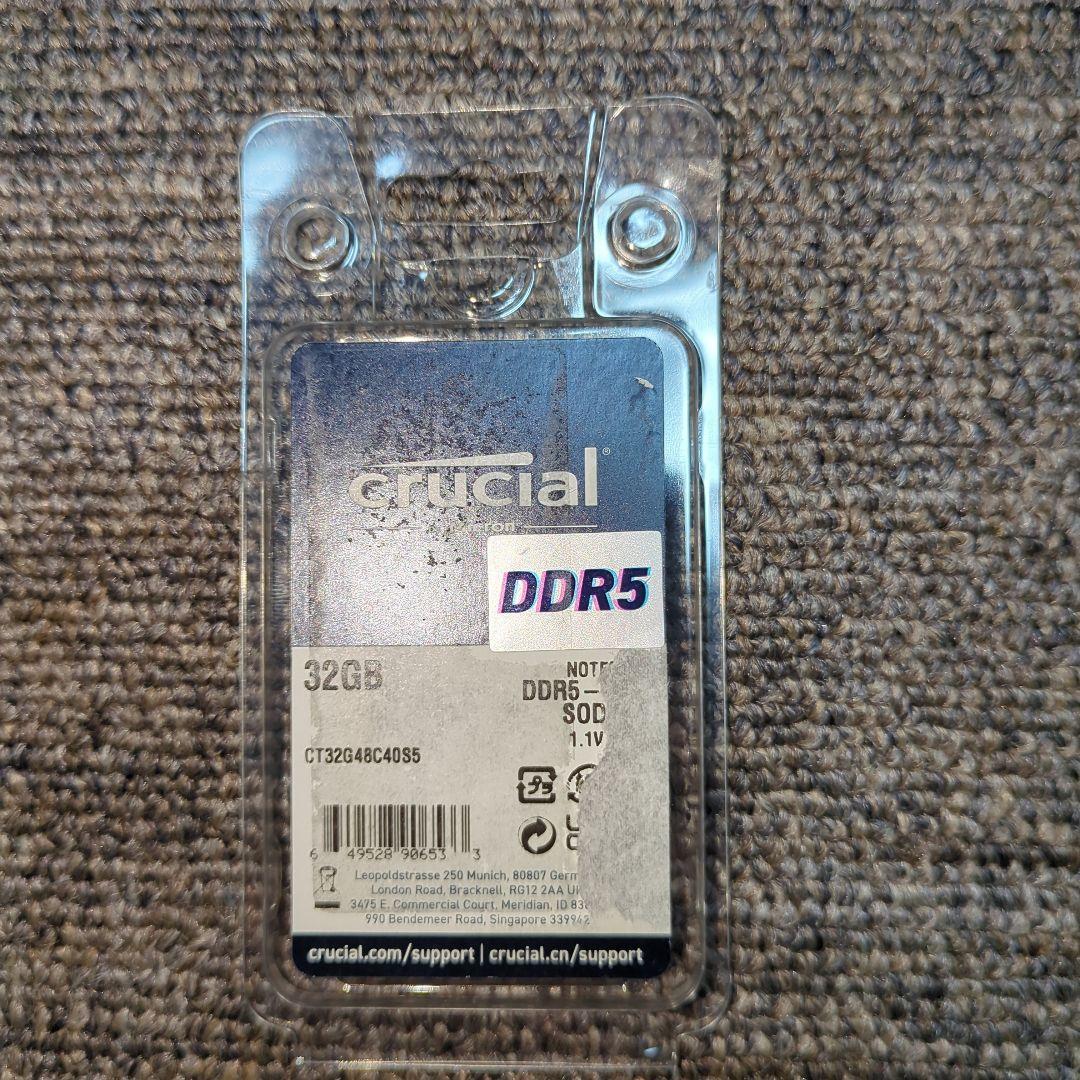 crucial®
DDR5
32GB
NOTE
DDR5-
SOD
1.1V
CT32G48C40S5
6 49528 90653 3
Leopoldstrasse 250 Munich, 80807 Germ
London Road, Bracknell, RG12 2AA U
3475 E. Commercial Court, Meridian, ID 83
990 Bendemeer Road, Singapore 339942
crucial.com/support | crucial.cn/support